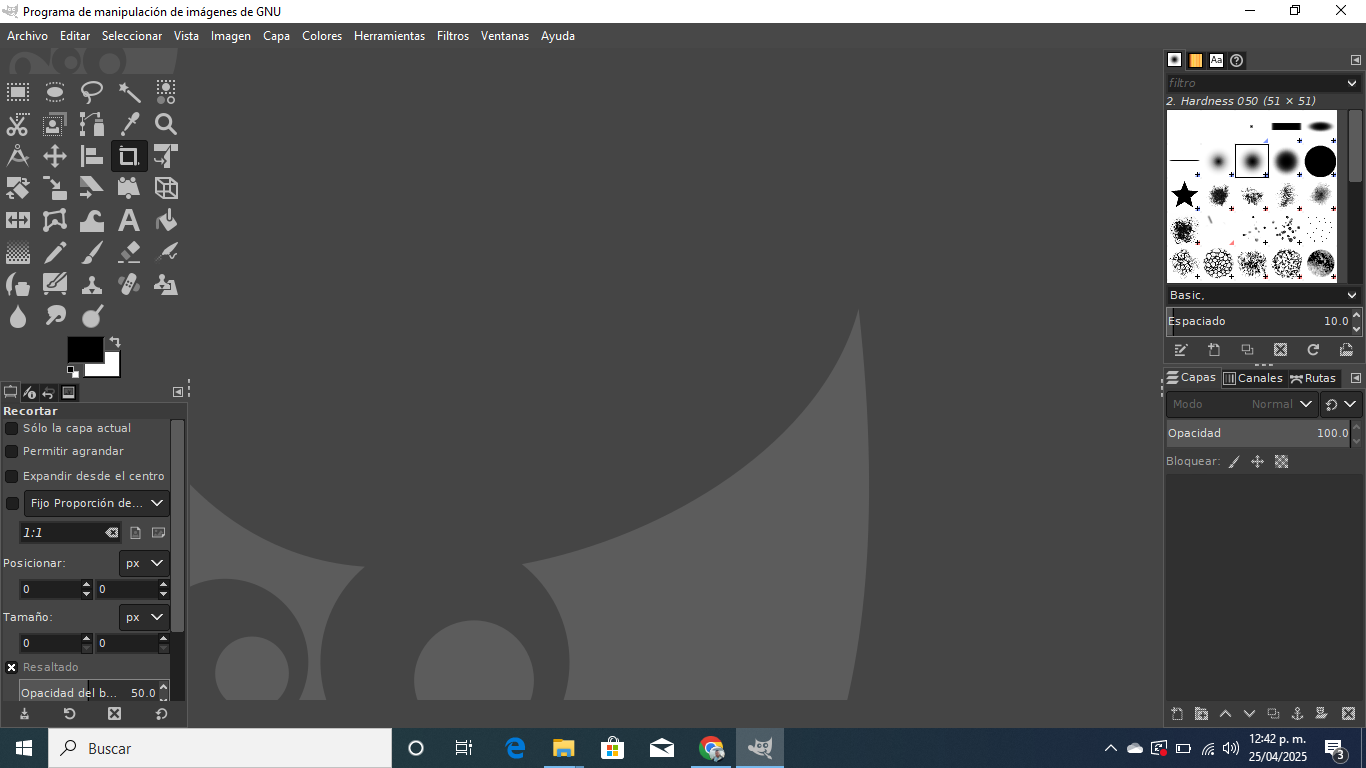 Programa de manipulación de imágenes de GNU
Archivo Editar Seleccionar Vista Imagen Capa Colores Herramientas Filtros Ventanas Ayuda
Aa
filtro
2. Hardness 050 (51 × 51)
Basic,
Espaciado 10.0
Capas Canales Rutas
Modo Normal
Opacidad 100.0
Bloquear:
Recortar
Sólo la capa actual
Permitir agrandar
Expandir desde el centro
Fijo Proporción de...
1:1
Posicionar: px
0 0
Tamaño: px
0 0
Resaltado
Opacidad del b... 50.0
Buscar
12:42 p. m.
25/04/2025
3